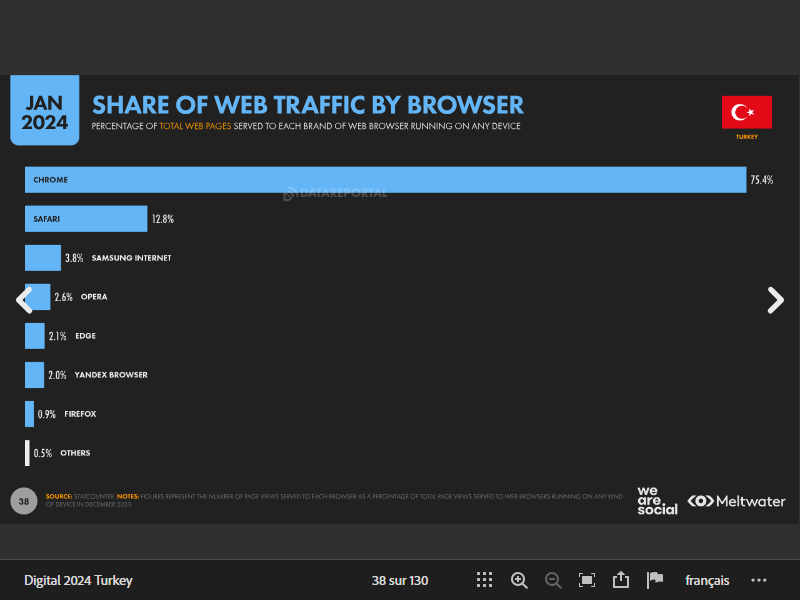 JAN
2024
SHARE OF WEB TRAFFIC BY BROWSER
PERCENTAGE OF TOTAL WEB PAGES SERVED TO EACH BRAND OF WEB BROWSER RUNNING ON ANY DEVICE
TURKEY
CHROME 75.4%
DATAREPORTAL
SAFARI 12.8%
3.8% SAMSUNG INTERNET
2.6% OPERA
2.1% EDGE
2.0% YANDEX BROWSER
0.9% FIREFOX
0.5% OTHERS
38
SOURCE: STATCOUNTER. NOTES: FIGURES REPRESENT THE NUMBER OF PAGE VIEWS SERVED TO EACH BROWSER AS A PERCENTAGE OF TOTAL PAGE VIEWS SERVED TO WEB BROWSERS RUNNING ON ANY KIND
OF DEVICE IN DECEMBER 2023.
we
are
social
Meltwater
Digital 2024 Turkey 38 sur 130 français